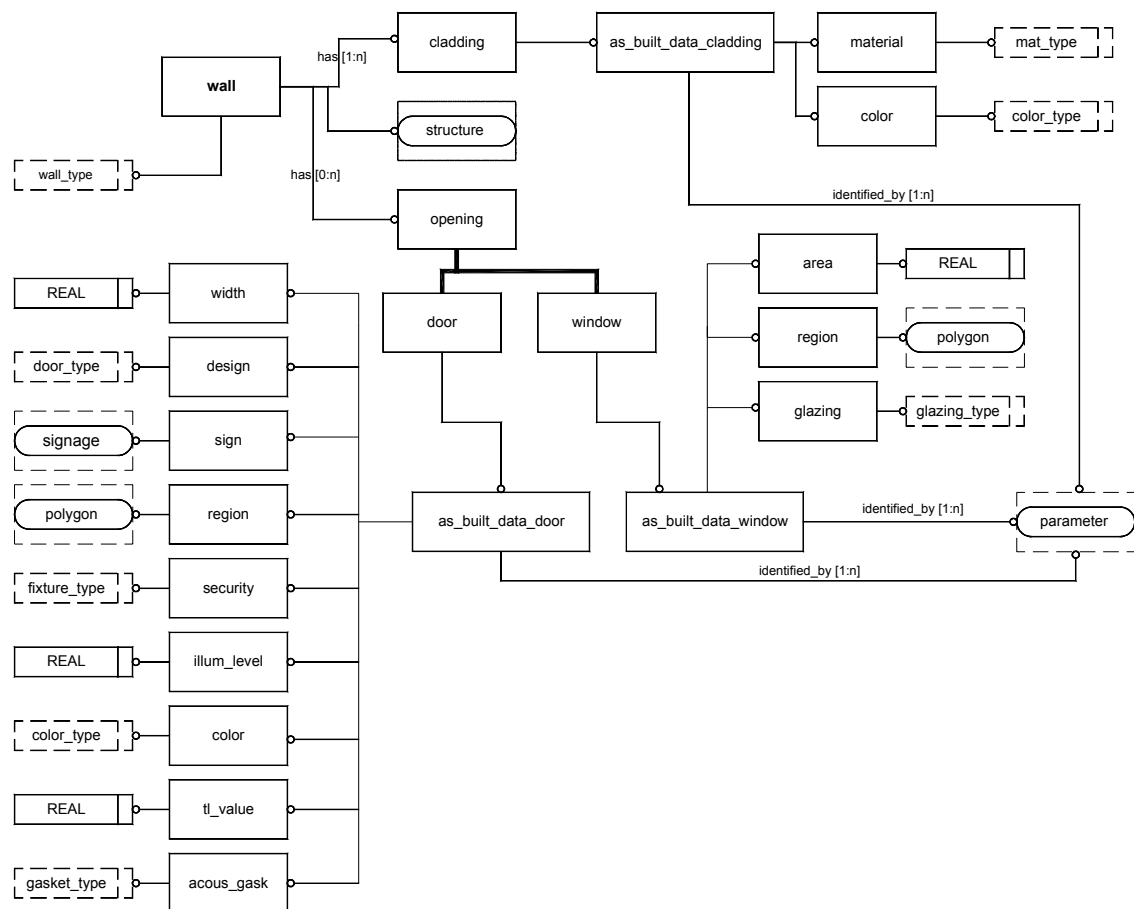 cladding
as_built_data_cladding
material
mat_type
has [1:n]
wall
structure
color
color_type
wall_type
has [0:n]
opening
identified_by [1:n]
area
REAL
REAL
width
door
window
region
polygon
door_type
design
glazing
glazing_type
signage
sign
polygon
region
as_built_data_door
as_built_data_window
identified_by [1:n]
parameter
identified_by [1:n]
fixture_type
security
REAL
illum_level
color_type
color
REAL
tl_value
gasket_type
acous_gask